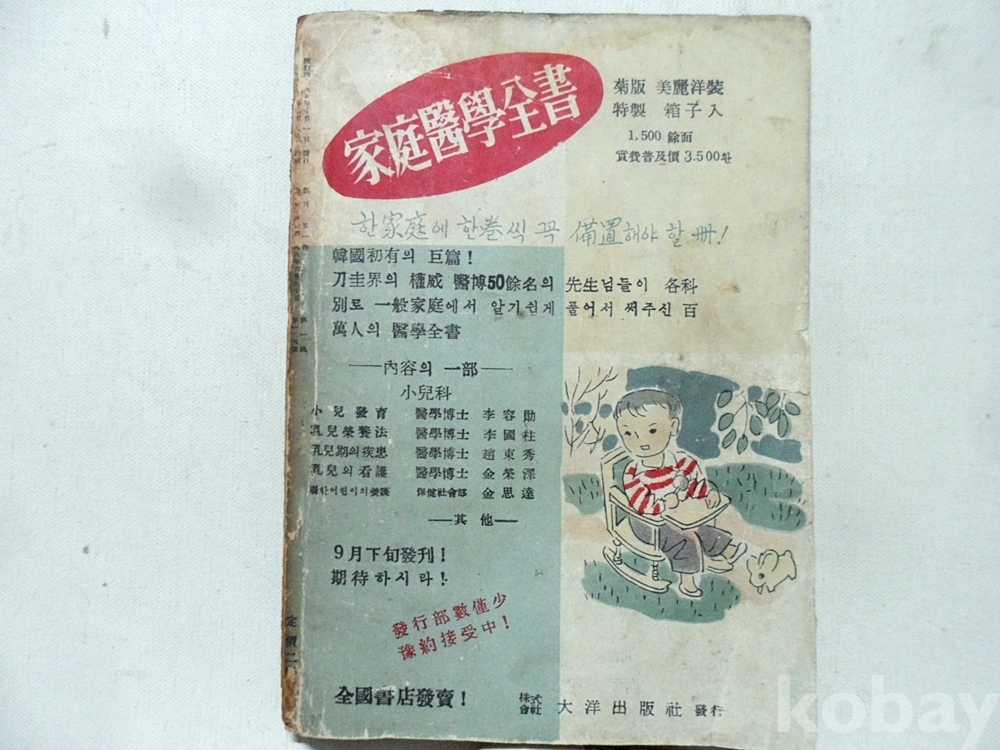 家庭醫學全書
菊版 美麗洋裝
特製 箱子入
1.500 餘面
實費普及價 3.500환
한家庭에 한巻씩 꼭 備置해야 할 册!
韓國初有의 巨篇!
刀圭界의 權威 醫博50餘名의 先生님들이 各科
別로 一般家庭에서 알기쉽게 풀어서 써주신 百
萬人의 醫學全書
——內容의 一部——
小兒科
小兒發育 醫學博士 李容勛
乳兒榮養法 醫學博士 李國柱
乳兒期의疾患 醫學博士 趙東秀
乳兒의看護 醫學博士 金榮澤
어린이의 保健社會部 金思達
——其他——
9月下旬發刊!
期待하시라!
發行部數僅少
豫約接受中!
全國書店發賣!
株式會社 大洋出版社 發行
定價二
kobay